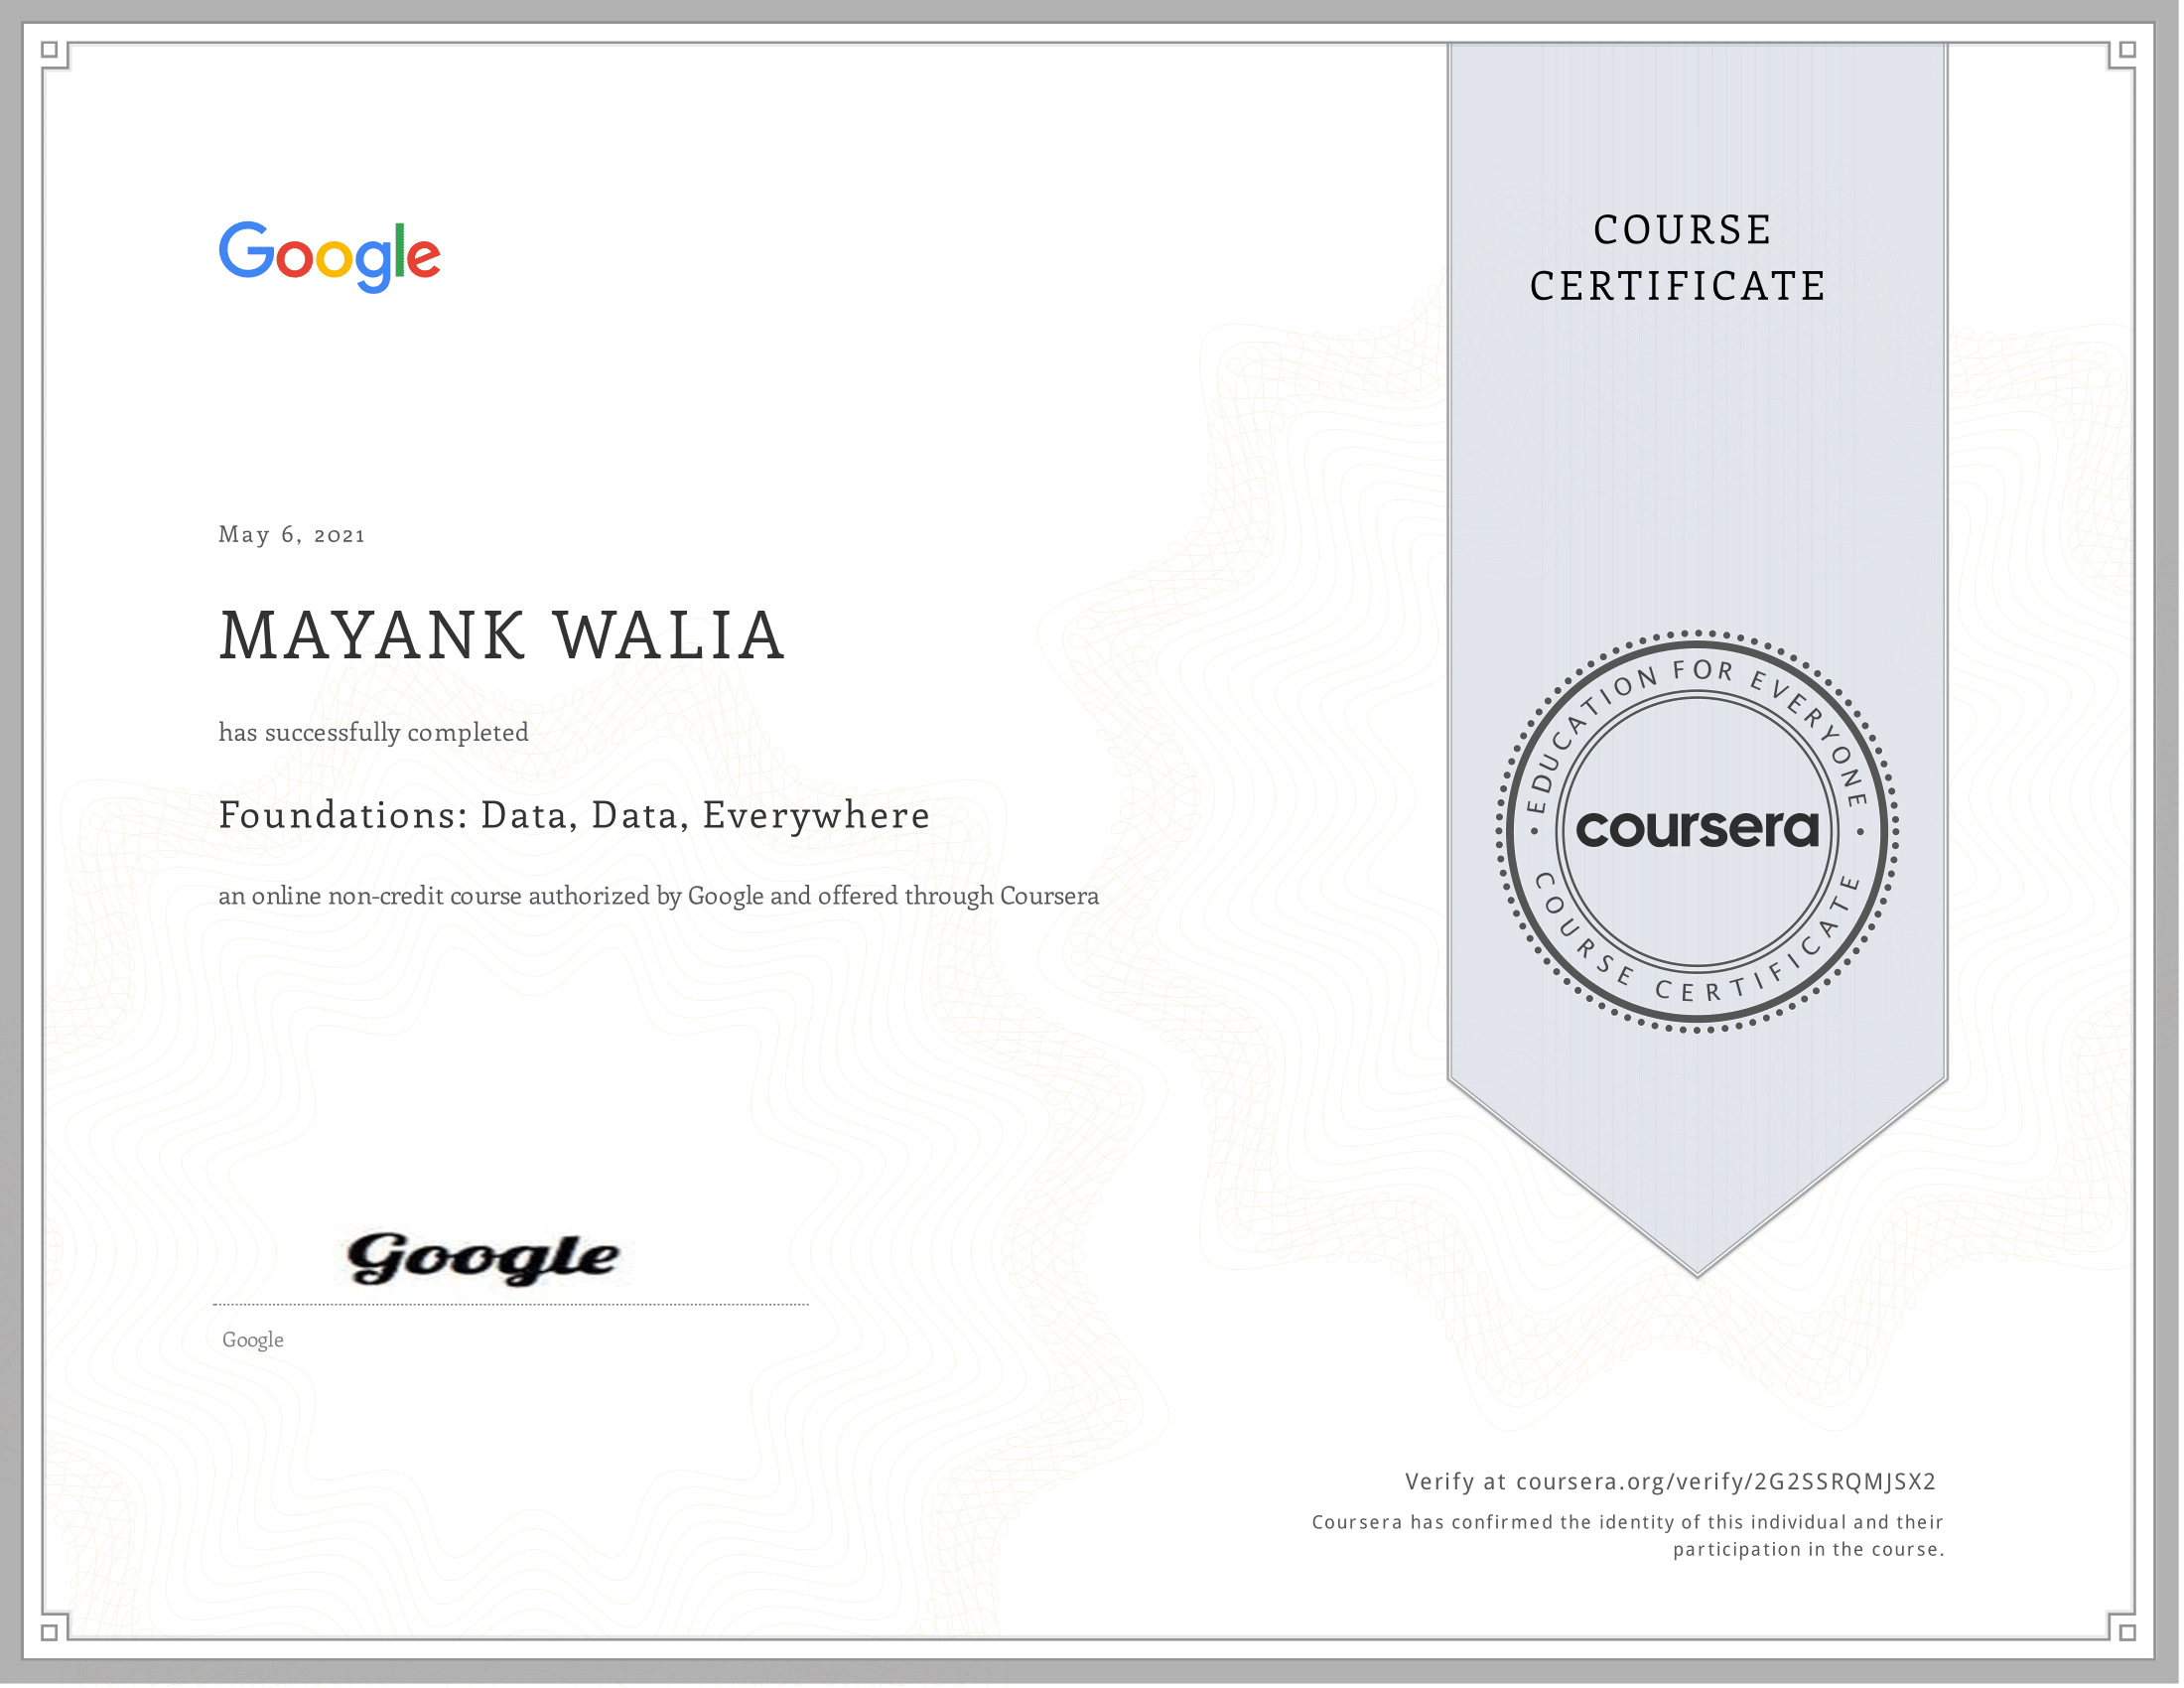 Google
COURSE
CERTIFICATE
May 6, 2021
MAYANK WALIA
has successfully completed
Foundations: Data, Data, Everywhere
an online non-credit course authorized by Google and offered through Coursera
EDUCATION FOR EVERYONE
coursera
COURSE CERTIFICATE
Google
Google
Verify at coursera.org/verify/2G2SSRQMJSX2
Coursera has confirmed the identity of this individual and their
participation in the course.